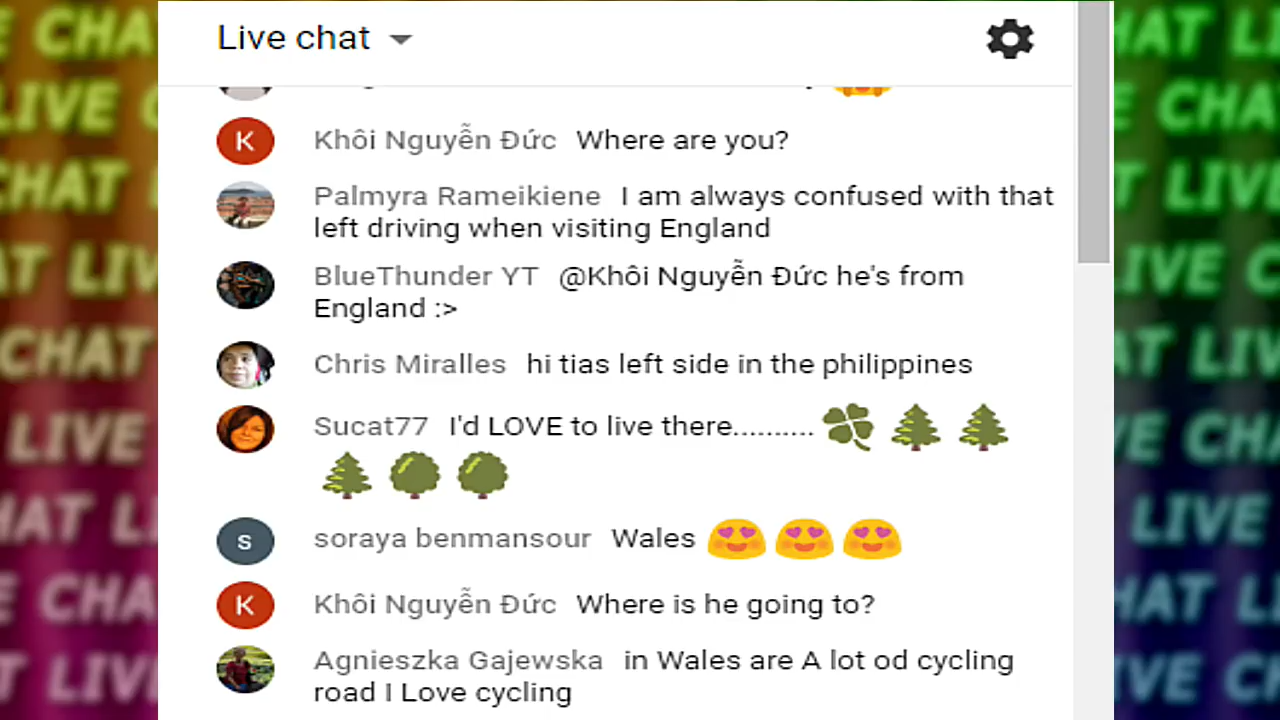 Live chat
K Khôi Nguyễn Đức Where are you?
Palmyra Rameikiene I am always confused with that
left driving when visiting England
BlueThunder YT @Khôi Nguyễn Đức he's from
England :>
Chris Miralles hi tias left side in the philippines
Sucat77 I'd LOVE to live there.......... 🍀 🌲 🌲
🌲 🌳 🌳
s soraya benmansour Wales 😍 😍 😍
K Khôi Nguyễn Đức Where is he going to?
Agnieszka Gajewska in Wales are A lot od cycling
road I Love cycling